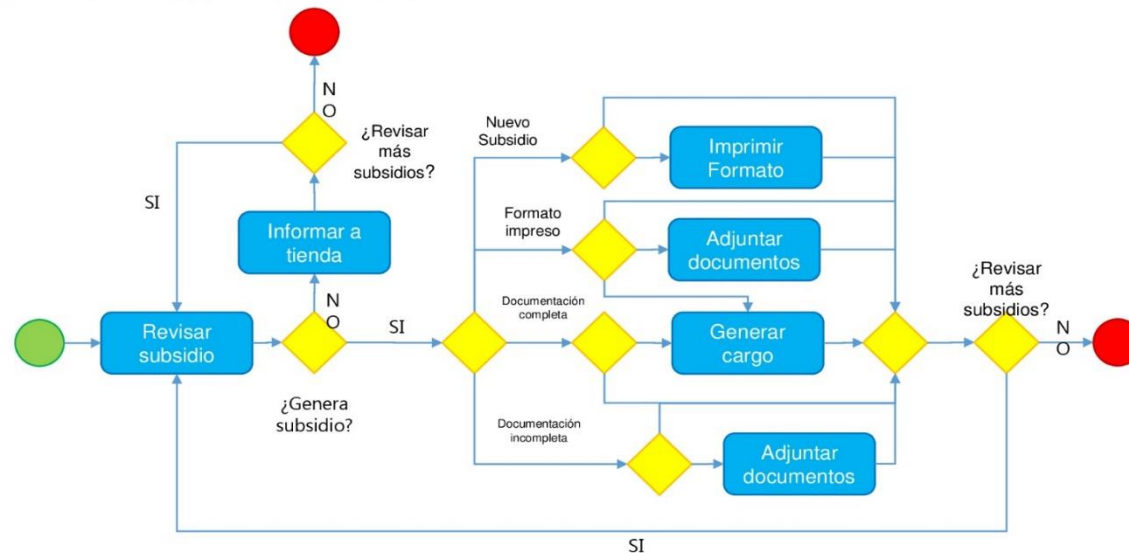 N
O
¿Revisar
más
subsidios?
SI
Informar a
tienda
N
O
Revisar
subsidio
SI
¿Genera
subsidio?
Nuevo
Subsidio
Imprimir
Formato
Formato
impreso
Adjuntar
documentos
Documentación
completa
Generar
cargo
Documentación
incompleta
Adjuntar
documentos
¿Revisar
más
subsidios?
N
O
SI